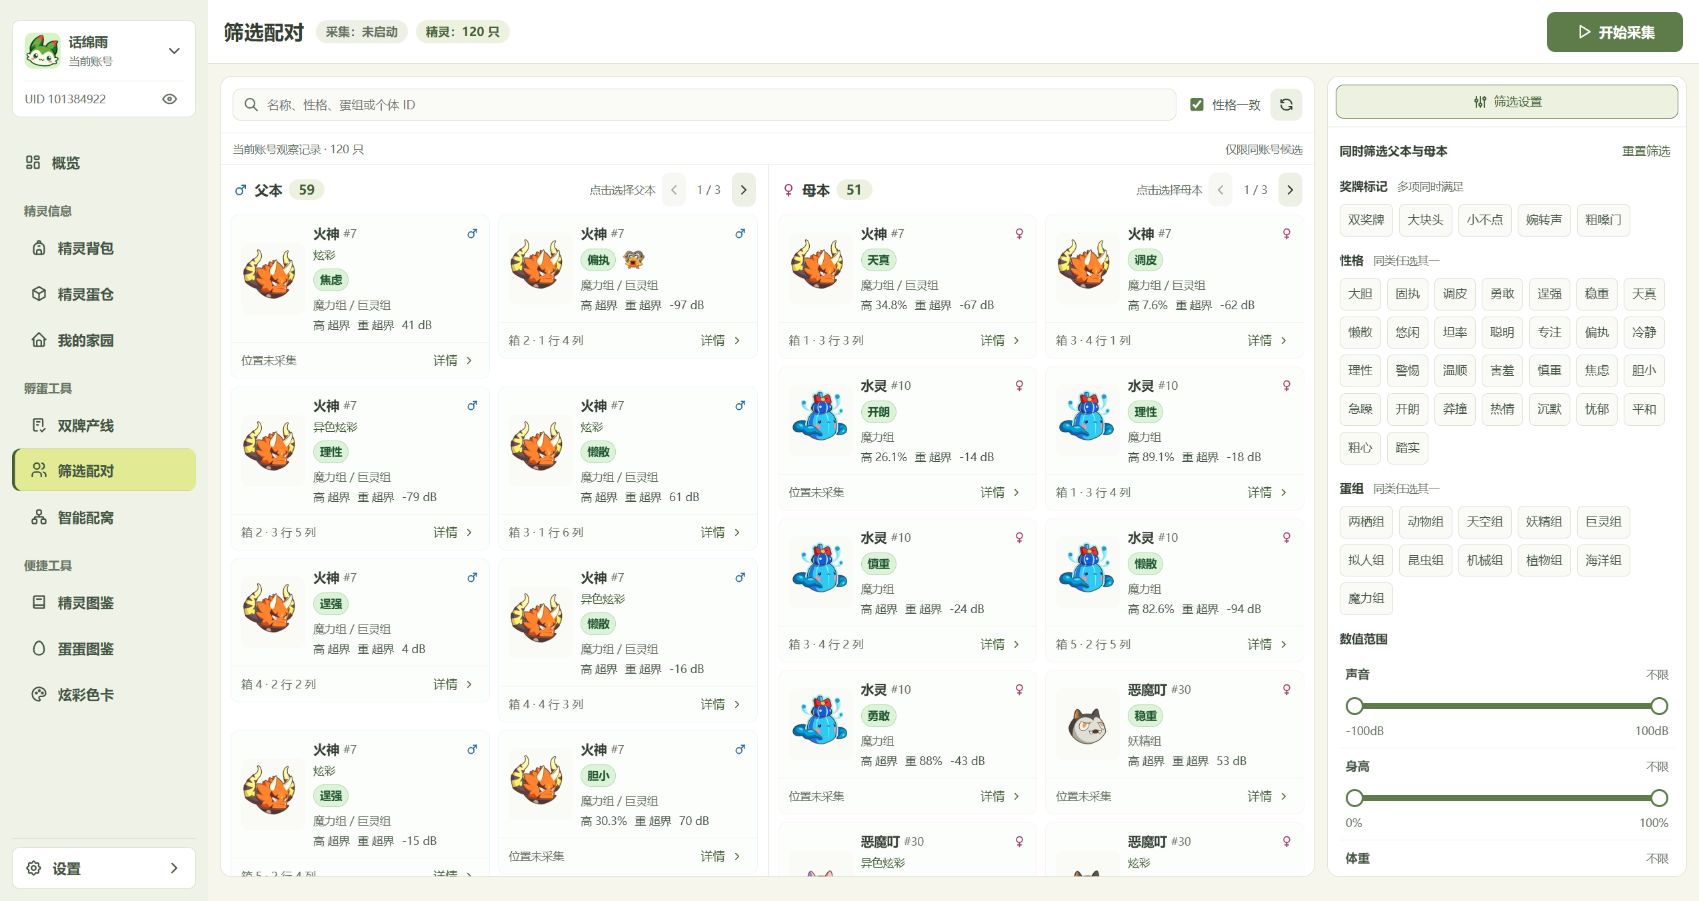 话绵雨
当前账号
UID 101384922
概览
精灵信息
精灵背包
精灵蛋仓
我的家园
孵蛋工具
双牌产线
筛选配对
智能配窝
便捷工具
精灵图鉴
蛋蛋图鉴
炫彩色卡
设置
筛选配对
采集：未启动
精灵：120 只
开始采集
名称、性格、蛋组或个体 ID
性格一致
当前账号观察记录 · 120 只
仅限同账号候选
父本 59
点击选择父本
1 / 3
火神 #7
炫彩
焦虑
魔力组 / 巨灵组
高 超界 重 超界 41 dB
位置未采集
详情
火神 #7
偏执
魔力组 / 巨灵组
高 超界 重 超界 -97 dB
箱 2 · 1 行 4 列
详情
火神 #7
异色炫彩
理性
魔力组 / 巨灵组
高 超界 重 超界 -79 dB
箱 2 · 3 行 5 列
详情
火神 #7
炫彩
懒散
魔力组 / 巨灵组
高 超界 重 超界 61 dB
箱 3 · 1 行 6 列
详情
火神 #7
逞强
魔力组 / 巨灵组
高 超界 重 超界 4 dB
箱 4 · 2 行 2 列
详情
火神 #7
异色炫彩
懒散
魔力组 / 巨灵组
高 超界 重 超界 -16 dB
箱 4 · 4 行 3 列
详情
火神 #7
炫彩
逞强
魔力组 / 巨灵组
高 超界 重 超界 -15 dB
箱 5 · 2 行 4 列
详情
火神 #7
胆小
魔力组 / 巨灵组
高 30.3% 重 超界 70 dB
位置未采集
详情
母本 51
点击选择母本
1 / 3
火神 #7
天真
魔力组 / 巨灵组
高 34.8% 重 超界 -67 dB
箱 1 · 3 行 3 列
详情
火神 #7
调皮
魔力组 / 巨灵组
高 7.6% 重 超界 -62 dB
箱 3 · 4 行 1 列
详情
水灵 #10
开朗
魔力组
高 26.1% 重 超界 -14 dB
位置未采集
详情
水灵 #10
理性
魔力组
高 89.1% 重 超界 -18 dB
箱 1 · 3 行 4 列
详情
水灵 #10
慎重
魔力组
高 超界 重 超界 -24 dB
箱 3 · 4 行 2 列
详情
水灵 #10
懒散
魔力组
高 82.6% 重 超界 -94 dB
箱 5 · 2 行 5 列
详情
水灵 #10
勇敢
魔力组
高 超界 重 88% -43 dB
位置未采集
详情
恶魔叮 #30
稳重
妖精组
高 超界 重 超界 53 dB
位置未采集
详情
恶魔叮 #30
异色炫彩
恶魔叮 #30
炫彩
筛选设置
同时筛选父本与母本
重置筛选
奖牌标记 多项同时满足
双奖牌 大块头 小不点 婉转声 粗嗓门
性格 同类任选其一
大胆 固执 调皮 勇敢 逞强 稳重 天真
懒散 悠闲 坦率 聪明 专注 偏执 冷静
理性 警惕 温顺 害羞 慎重 焦虑 胆小
急躁 开朗 莽撞 热情 沉默 忧郁 平和
粗心 踏实
蛋组 同类任选其一
两栖组 动物组 天空组 妖精组 巨灵组
拟人组 昆虫组 机械组 植物组 海洋组
魔力组
数值范围
声音 不限
-100dB 100dB
身高 不限
0% 100%
体重 不限